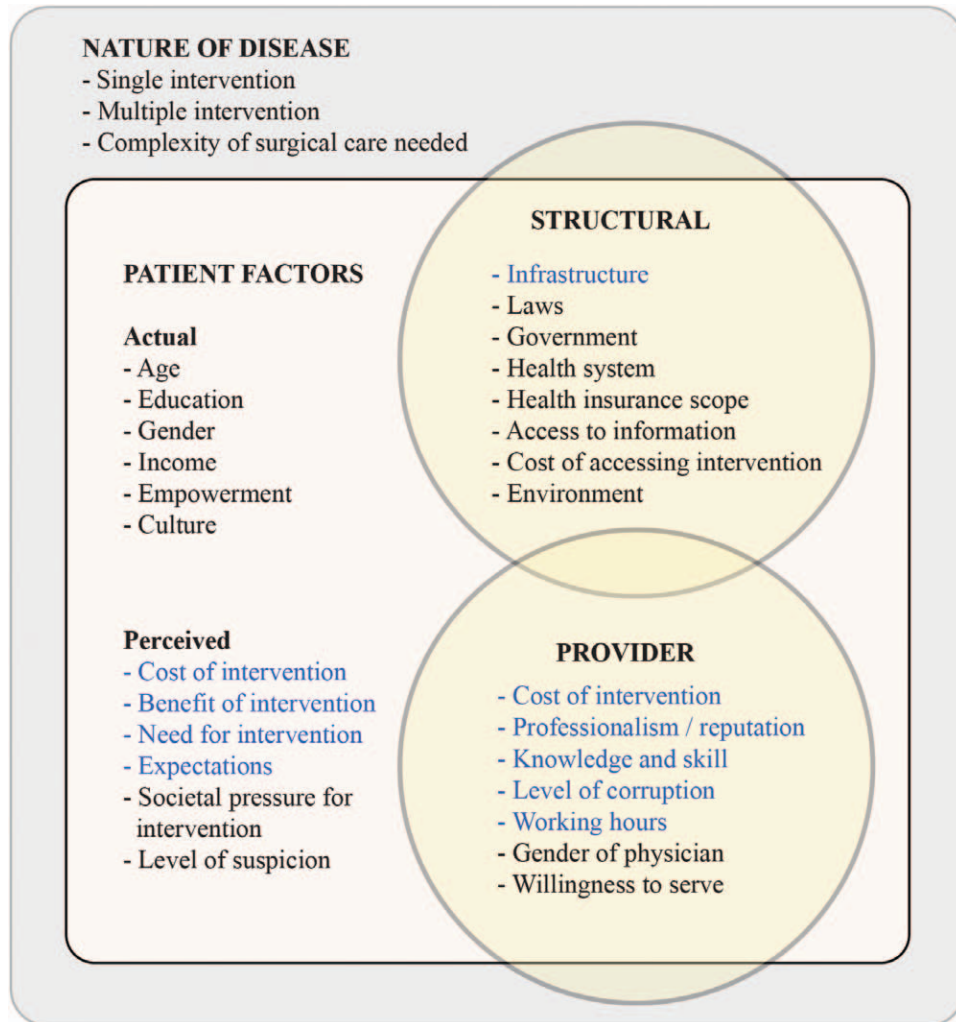 NATURE OF DISEASE
- Single intervention
- Multiple intervention
- Complexity of surgical care needed
PATIENT FACTORS
Actual
- Age
- Education
- Gender
- Income
- Empowerment
- Culture
Perceived
- Cost of intervention
- Benefit of intervention
- Need for intervention
- Expectations
- Societal pressure for
intervention
- Level of suspicion
STRUCTURAL
- Infrastructure
- Laws
- Government
- Health system
- Health insurance scope
- Access to information
- Cost of accessing intervention
- Environment
PROVIDER
- Cost of intervention
- Professionalism / reputation
- Knowledge and skill
- Level of corruption
- Working hours
- Gender of physician
- Willingness to serve